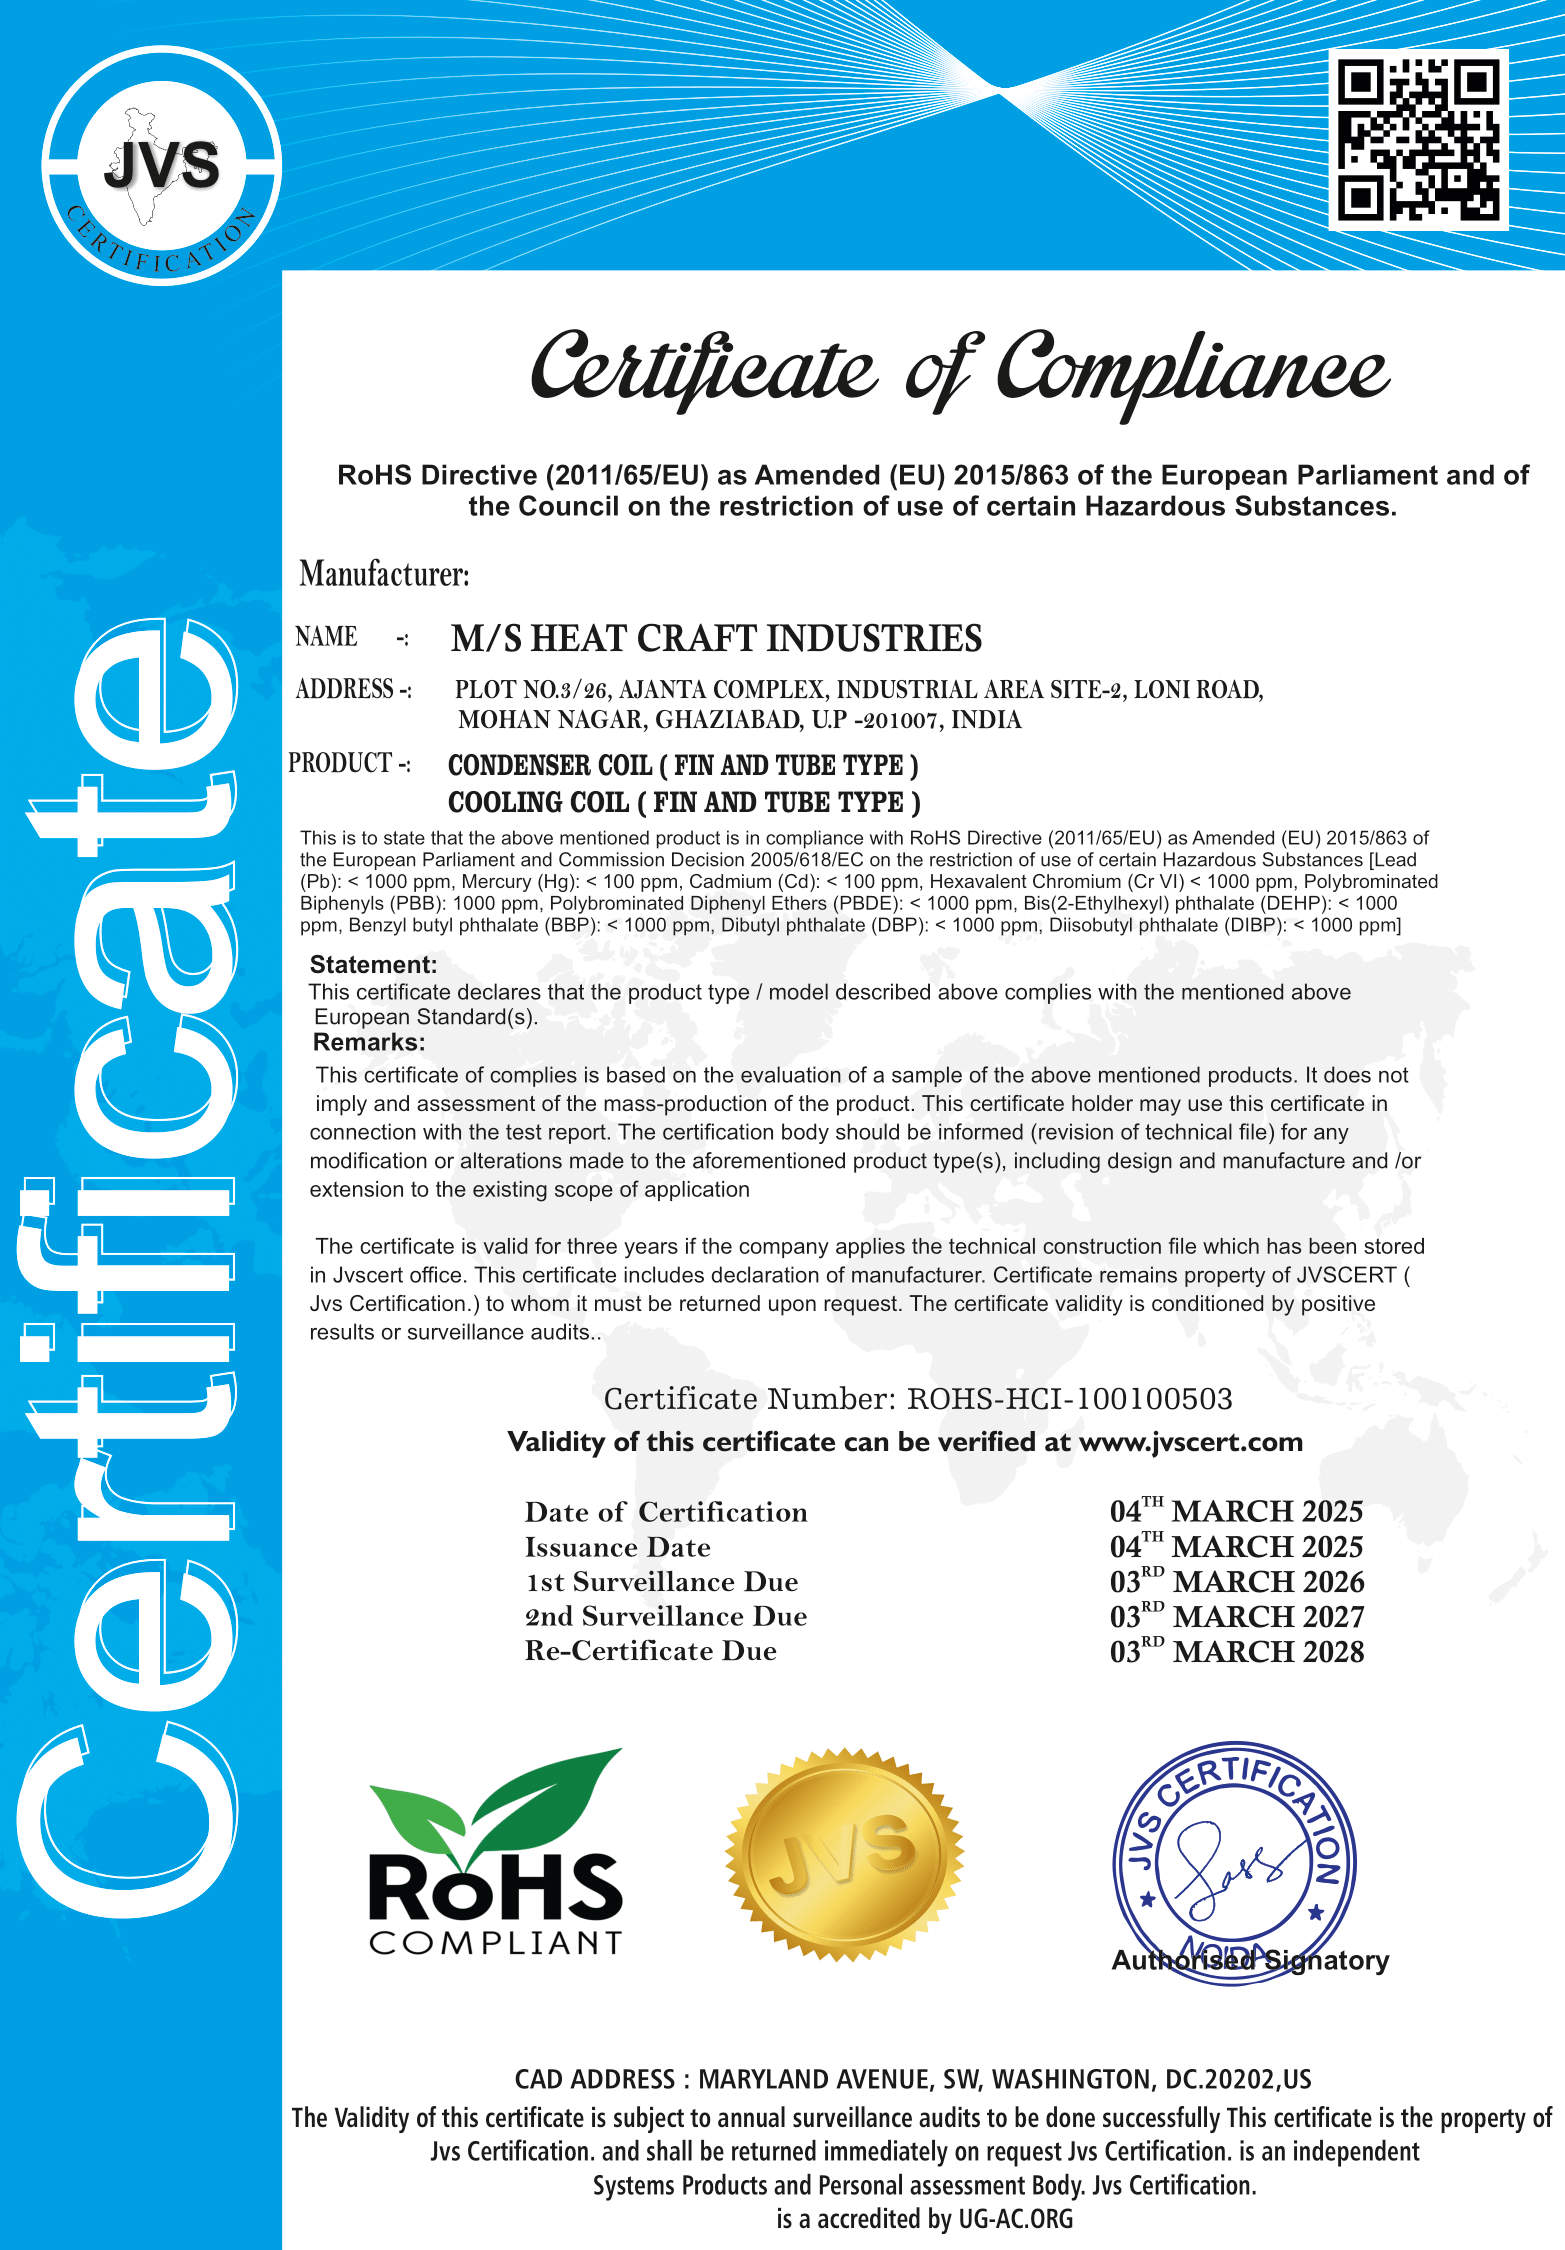 JVS
CERTIFICATION
Certificate
Certificate of Compliance
RoHS Directive (2011/65/EU) as Amended (EU) 2015/863 of the European Parliament and of
the Council on the restriction of use of certain Hazardous Substances.
Manufacturer:
NAME -: M/S HEAT CRAFT INDUSTRIES
ADDRESS -: PLOT NO.3/26, AJANTA COMPLEX, INDUSTRIAL AREA SITE-2, LONI ROAD,
MOHAN NAGAR, GHAZIABAD, U.P -201007, INDIA
PRODUCT -: CONDENSER COIL ( FIN AND TUBE TYPE )
COOLING COIL ( FIN AND TUBE TYPE )
This is to state that the above mentioned product is in compliance with RoHS Directive (2011/65/EU) as Amended (EU) 2015/863 of
the European Parliament and Commission Decision 2005/618/EC on the restriction of use of certain Hazardous Substances [Lead
(Pb): < 1000 ppm, Mercury (Hg): < 100 ppm, Cadmium (Cd): < 100 ppm, Hexavalent Chromium (Cr VI) < 1000 ppm, Polybrominated
Biphenyls (PBB): 1000 ppm, Polybrominated Diphenyl Ethers (PBDE): < 1000 ppm, Bis(2-Ethylhexyl) phthalate (DEHP): < 1000
ppm, Benzyl butyl phthalate (BBP): < 1000 ppm, Dibutyl phthalate (DBP): < 1000 ppm, Diisobutyl phthalate (DIBP): < 1000 ppm]
Statement:
This certificate declares that the product type / model described above complies with the mentioned above
European Standard(s).
Remarks:
This certificate of complies is based on the evaluation of a sample of the above mentioned products. It does not
imply and assessment of the mass-production of the product. This certificate holder may use this certificate in
connection with the test report. The certification body should be informed (revision of technical file) for any
modification or alterations made to the aforementioned product type(s), including design and manufacture and /or
extension to the existing scope of application
The certificate is valid for three years if the company applies the technical construction file which has been stored
in Jvscert office. This certificate includes declaration of manufacturer. Certificate remains property of JVSCERT (
Jvs Certification.) to whom it must be returned upon request. The certificate validity is conditioned by positive
results or surveillance audits..
Certificate Number: ROHS-HCI-100100503
Validity of this certificate can be verified at www.jvscert.com
Date of Certification 04TH MARCH 2025
Issuance Date 04TH MARCH 2025
1st Surveillance Due 03RD MARCH 2026
2nd Surveillance Due 03RD MARCH 2027
Re-Certificate Due 03RD MARCH 2028
RoHS
COMPLIANT
JVS
JVS CERTIFICATION
NOIDA
Authorised Signatory
CAD ADDRESS : MARYLAND AVENUE, SW, WASHINGTON, DC.20202,US
The Validity of this certificate is subject to annual surveillance audits to be done successfully This certificate is the property of
Jvs Certification. and shall be returned immediately on request Jvs Certification. is an independent
Systems Products and Personal assessment Body. Jvs Certification.
is a accredited by UG-AC.ORG